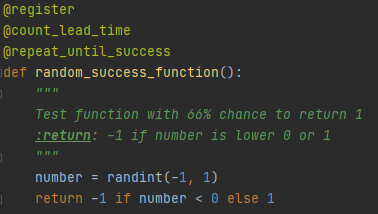 @register
@count_lead_time
@repeat_until_success
def random_success_function():
    """
    Test function with 66% chance to return 1
    :return: -1 if number is lower 0 or 1
    """
    number = randint(-1, 1)
    return -1 if number < 0 else 1